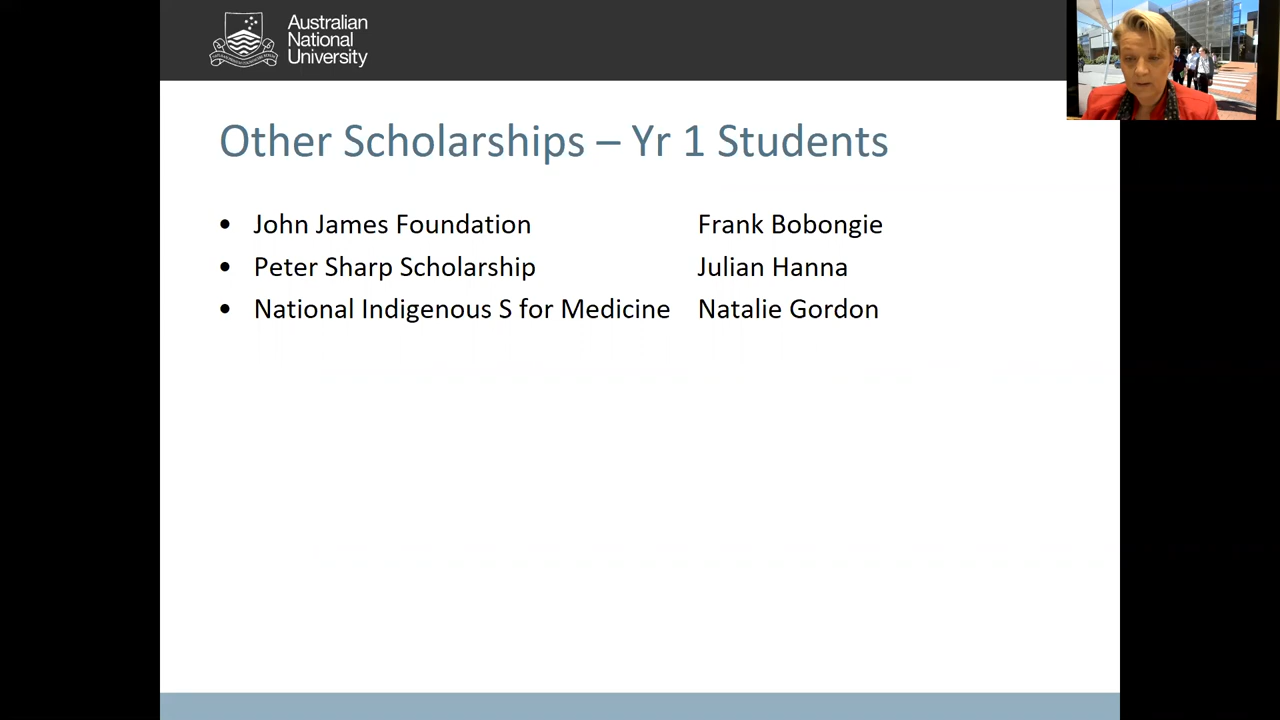 Australian
National
University
Other Scholarships – Yr 1 Students
• John James Foundation Frank Bobongie
• Peter Sharp Scholarship Julian Hanna
• National Indigenous S for Medicine Natalie Gordon